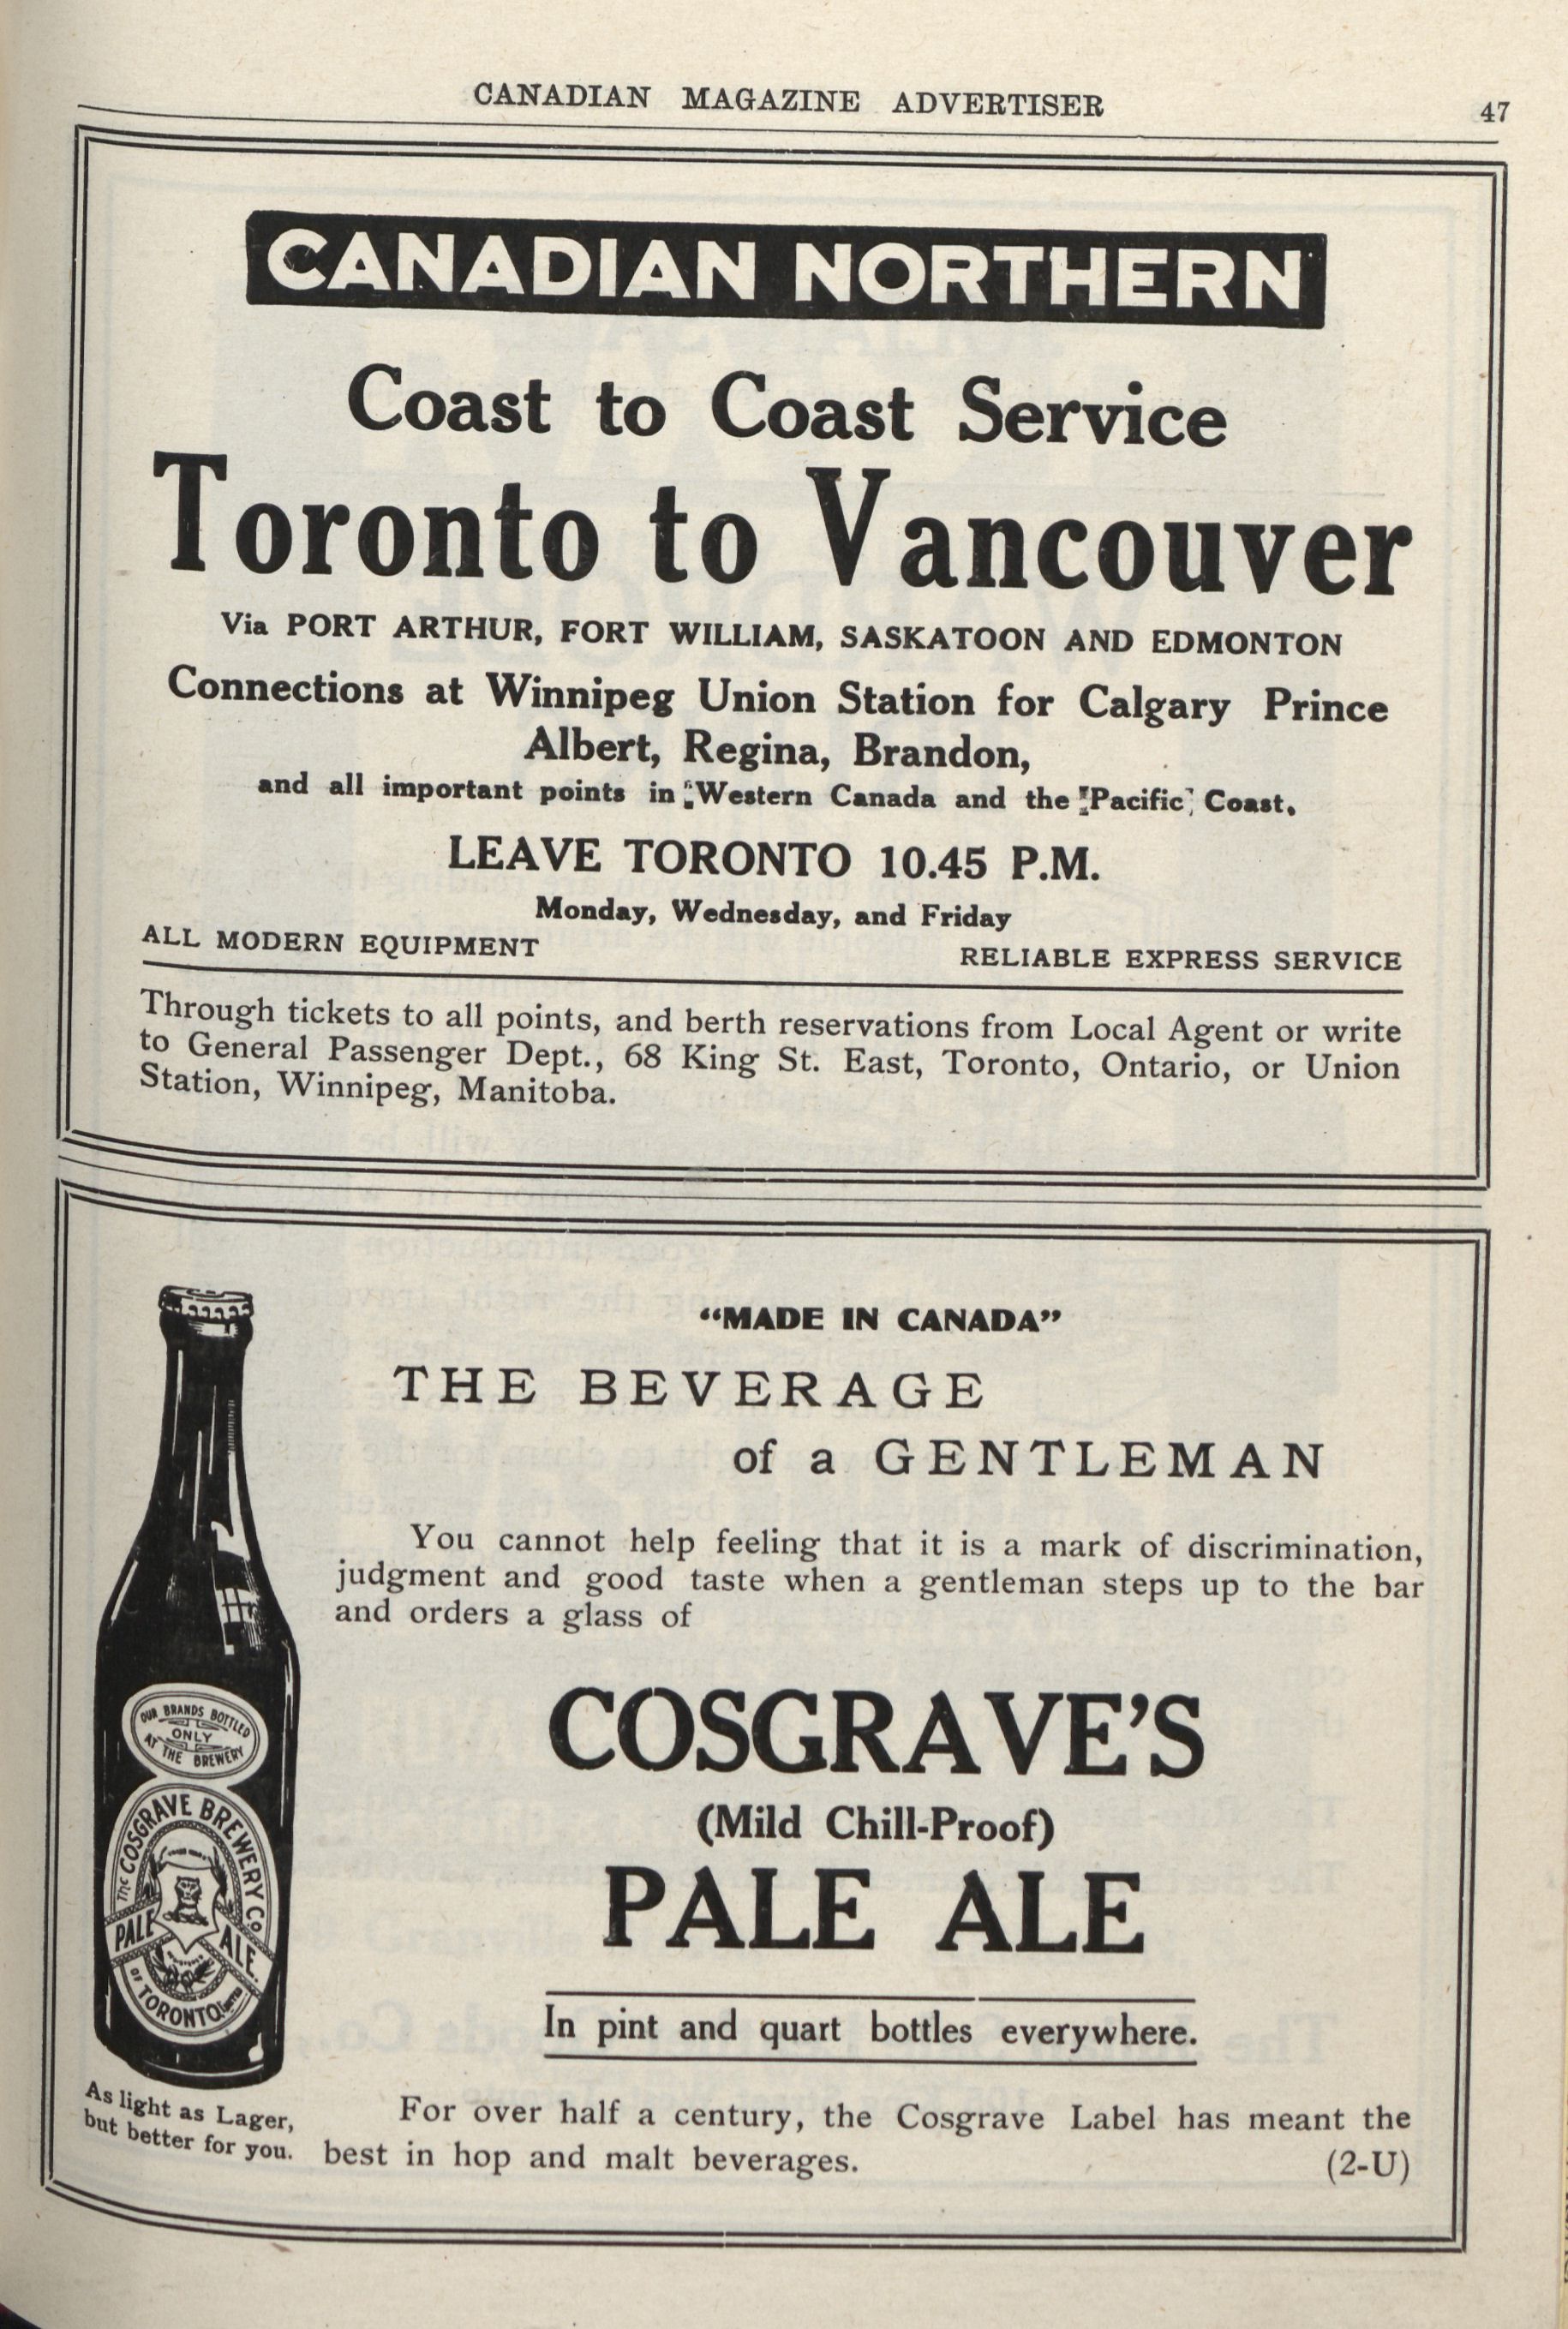 CANADIAN MAGAZINE ADVERTISER
47
CANADIAN NORTHERN
Coast to Coast Service
Toronto to Vancouver
Via PORT ARTHUR, FORT WILLIAM, SASKATOON AND EDMONTON
Connections at Winnipeg Union Station for Calgary Prince
Albert, Regina, Brandon,
and all important points in Western Canada and the Pacific Coast.
LEAVE TORONTO 10.45 P.M.
Monday, Wednesday, and Friday
ALL MODERN EQUIPMENT
RELIABLE EXPRESS SERVICE
Through tickets to all points, and berth reservations from Local Agent or write
to General Passenger Dept., 68 King St. East, Toronto, Ontario, or Union
Station, Winnipeg, Manitoba.
"MADE IN CANADA"
THE BEVERAGE
of a GENTLEMAN
You cannot help feeling that it is a mark of discrimination,
judgment and good taste when a gentleman steps up to the bar
and orders a glass of
COSGRAVE'S
(Mild Chill-Proof)
PALE ALE
In pint and quart bottles everywhere.
OUR BRANDS BOTTLED
ONLY
AT THE BREWERY
THE COSGRAVE BREWERY CO
PALE ALE.
OF TORONTO
As light as Lager,
but better for you.
For over half a century, the Cosgrave Label has meant the
best in hop and malt beverages. (2-U)